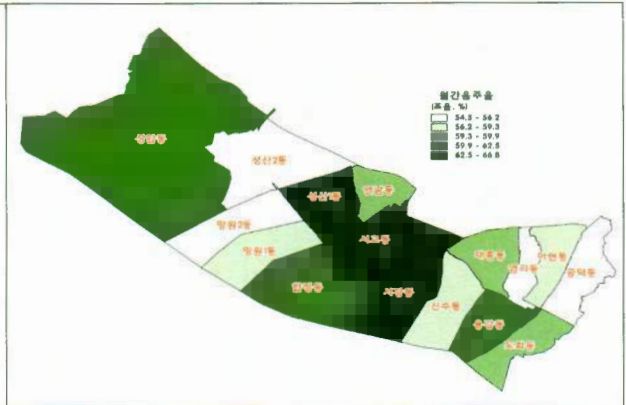 월간음주율
(조율, %)
54.5 - 56.2
56.2 - 59.3
59.3 - 59.9
59.9 - 62.5
62.5 - 66.8
상암동
성산2동
성산1동
연남동
망원2동
서교동
망원1동
대흥동
아현동
염리동
공덕동
합정동
서강동
신수동
용강동
도화동